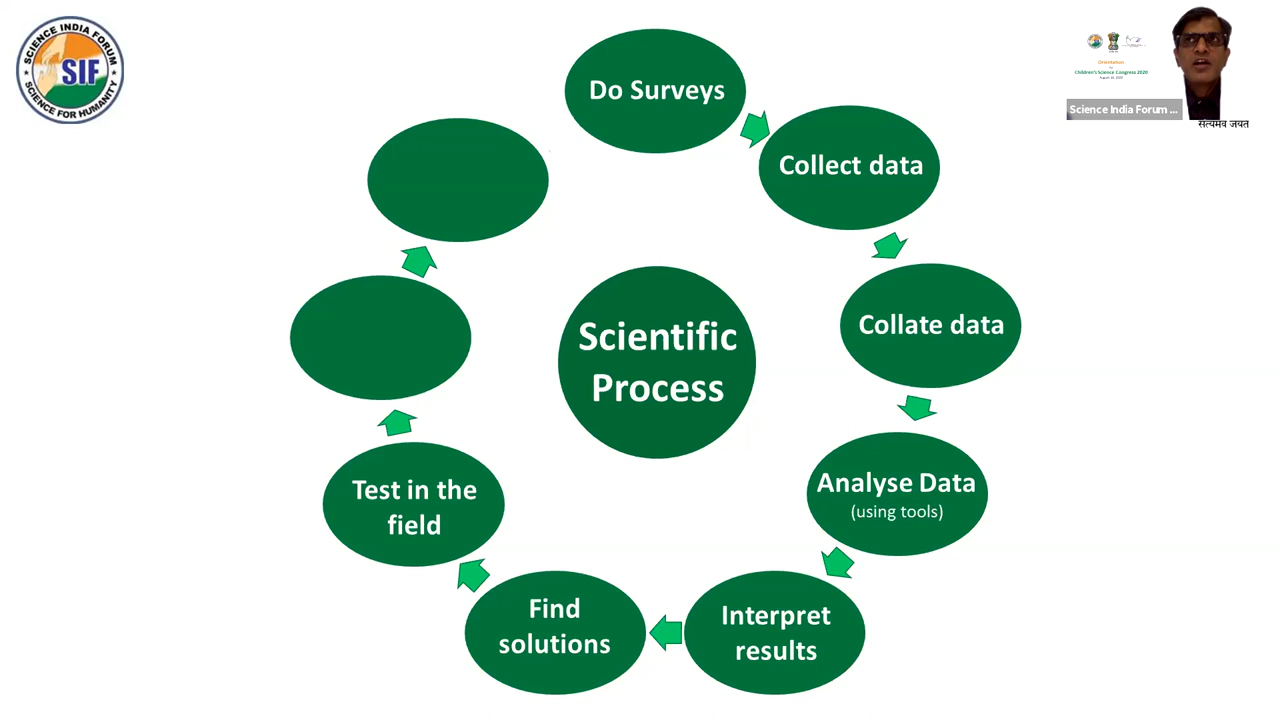 SCIENCE INDIA FORUM
SIF
SCIENCE FOR HUMANITY
Do Surveys
Collect data
Collate data
Analyse Data
(using tools)
Interpret
results
Find
solutions
Test in the
field
Scientific
Process
Orientation
Children's Science Congress 2020
Science India Forum ...
सत्यमेव जयते